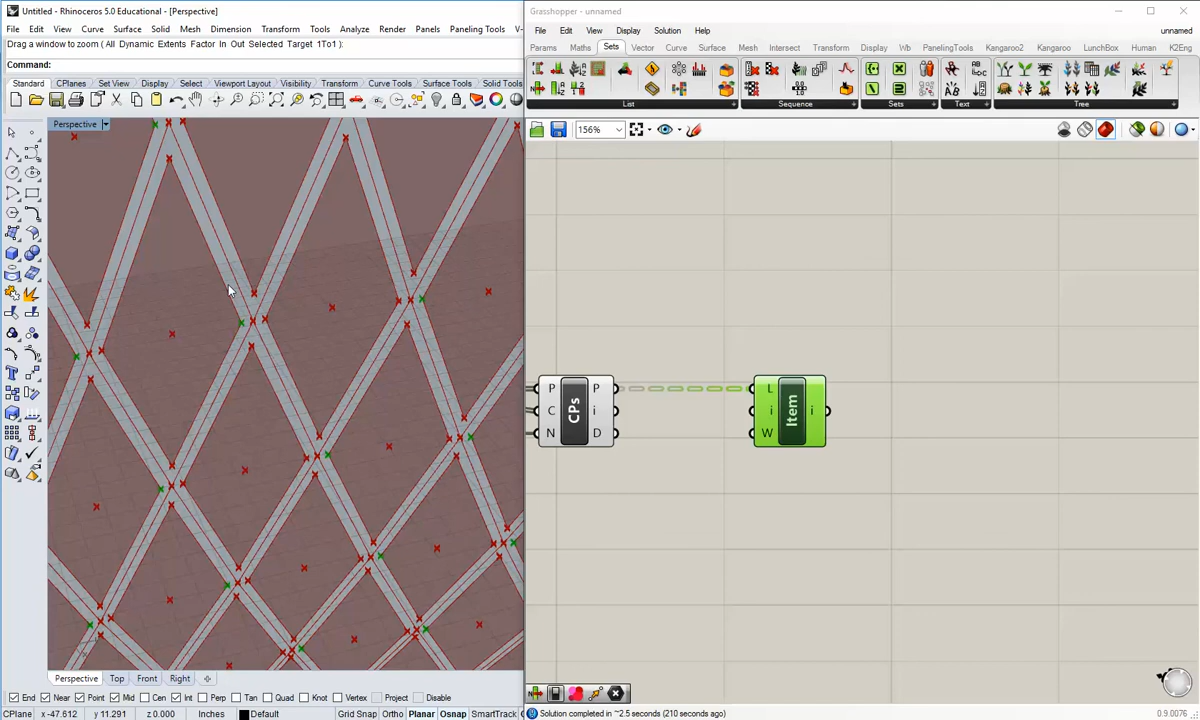 Untitled - Rhinoceros 5.0 Educational - [Perspective]
File Edit View Curve Surface Solid Mesh Dimension Transform Tools Analyze Render Panels Paneling Tools V-
Drag a window to zoom ( All Dynamic Extents Factor In Out Selected Target 1To1 ):
Command:
Standard CPlanes Set View Display Select Viewport Layout Visibility Transform Curve Tools Surface Tools Solid Tools
Perspective
Perspective Top Front Right
End Near Point Mid Cen Int Perp Tan Quad Knot Vertex Project Disable
CPlane x -47.612 y 11.291 z 0.000 Inches Default Grid Snap Ortho Planar Osnap SmartTrack
Grasshopper - unnamed
File Edit View Display Solution Help unnamed
Params Maths Sets Vector Curve Surface Mesh Intersect Transform Display Wb PanelingTools Kangaroo2 Kangaroo LunchBox Human K2Eng
List Sequence Sets Text Tree
156%
P C N CPs P i D
L i W Item i
Solution completed in ~2.5 seconds (210 seconds ago) 0.9.0076